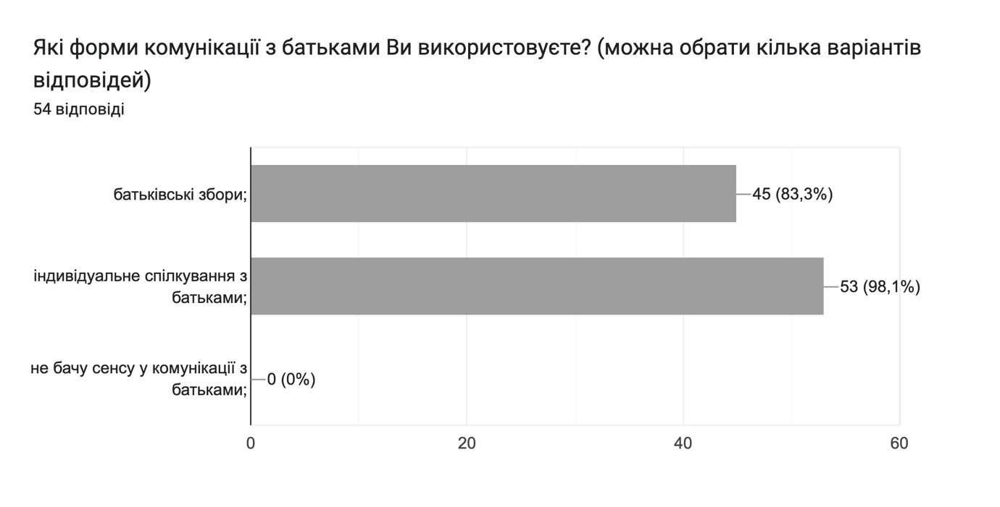 Які форми комунікації з батьками Ви використовуєте? (можна обрати кілька варіантів
відповідей)
54 відповіді
батьківські збори;
45 (83,3%)
індивідуальне спілкування з
батьками;
53 (98,1%)
не бачу сенсу у комунікації з
батьками;
0 (0%)
0 20 40 60